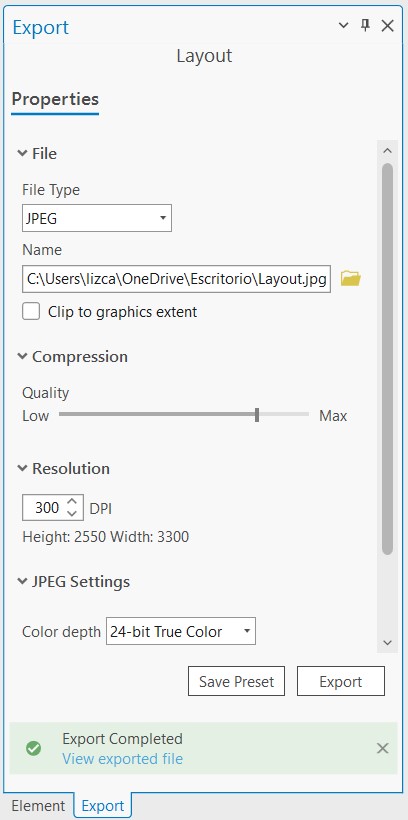 Export
Layout
Properties
File
File Type
JPEG
Name
C:\Users\lizca\OneDrive\Escritorio\Layout.jpg
Clip to graphics extent
Compression
Quality
Low Max
Resolution
300 DPI
Height: 2550 Width: 3300
JPEG Settings
Color depth 24-bit True Color
Save Preset Export
Export Completed
View exported file
Element Export